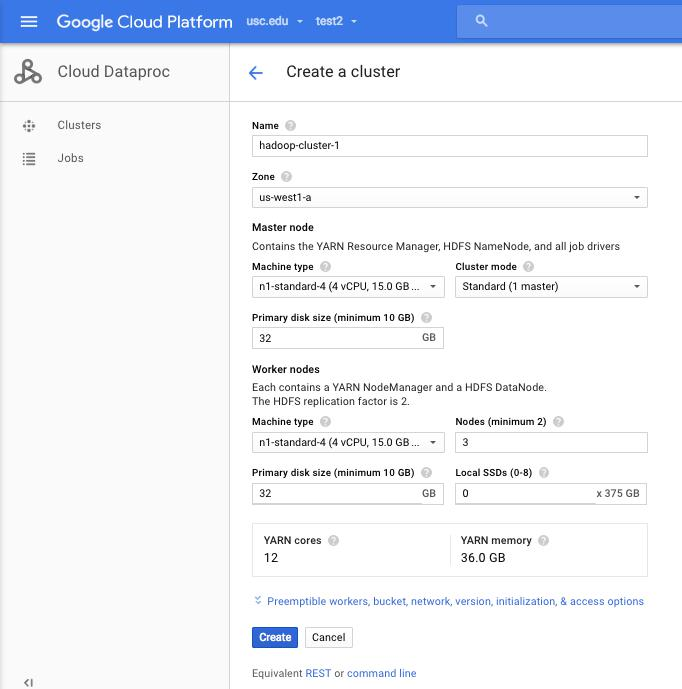 Google Cloud Platform usc.edu test2
Cloud Dataproc
Create a cluster
Clusters
Jobs
Name
hadoop-cluster-1
Zone
us-west1-a
Master node
Contains the YARN Resource Manager, HDFS NameNode, and all job drivers
Machine type Cluster mode
n1-standard-4 (4 vCPU, 15.0 GB ... Standard (1 master)
Primary disk size (minimum 10 GB)
32 GB
Worker nodes
Each contains a YARN NodeManager and a HDFS DataNode.
The HDFS replication factor is 2.
Machine type Nodes (minimum 2)
n1-standard-4 (4 vCPU, 15.0 GB ... 3
Primary disk size (minimum 10 GB) Local SSDs (0-8)
32 GB 0 x 375 GB
YARN cores YARN memory
12 36.0 GB
Preemptible workers, bucket, network, version, initialization, & access options
Create Cancel
Equivalent REST or command line